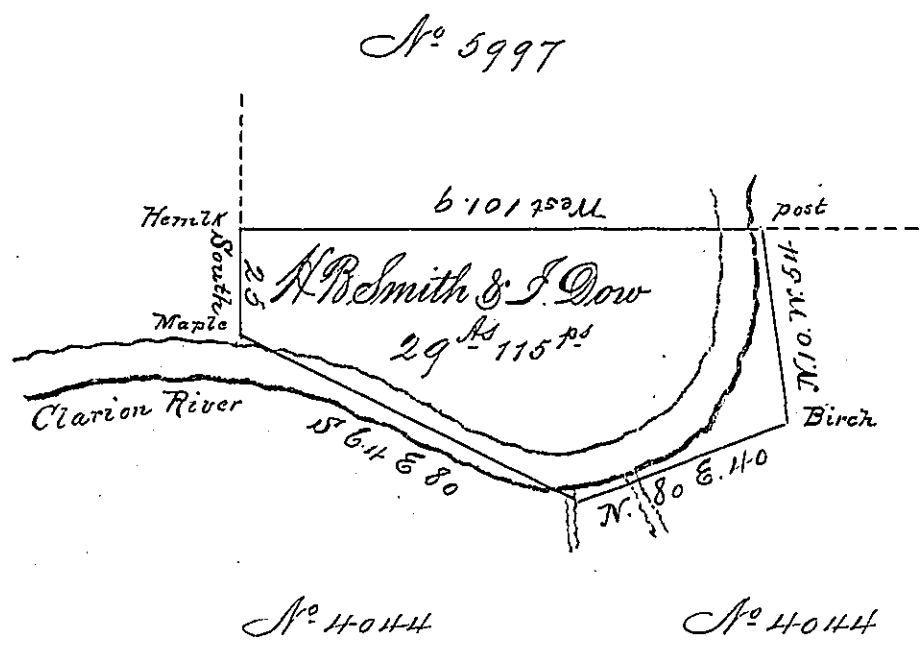 Nº 5997
West 101.9
Hemlk
post
South 25
N.10.W.54
H B Smith & J. Dow
29 As 115 ps
Maple
Clarion River
Birch
S 64 E 80
N. 80 E. 40
Nº 4044
Nº 4044